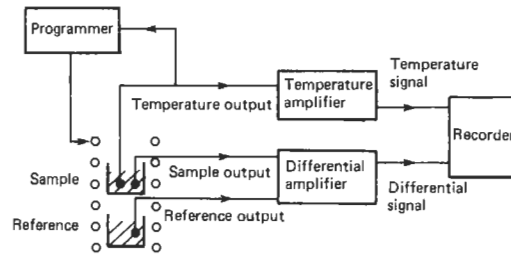 Programmer
Temperature
signal
Temperature
amplifier
Temperature output
Recorder
Sample
Sample output
Differential
amplifier
Differential
signal
Reference
Reference output